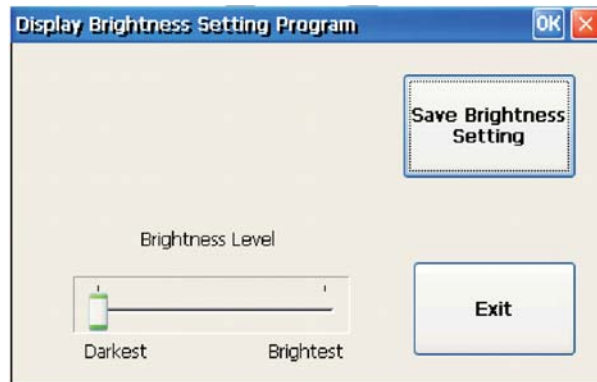 Display Brightness Setting Program OK
Save Brightness
Setting
Brightness Level
Darkest Brightest
Exit